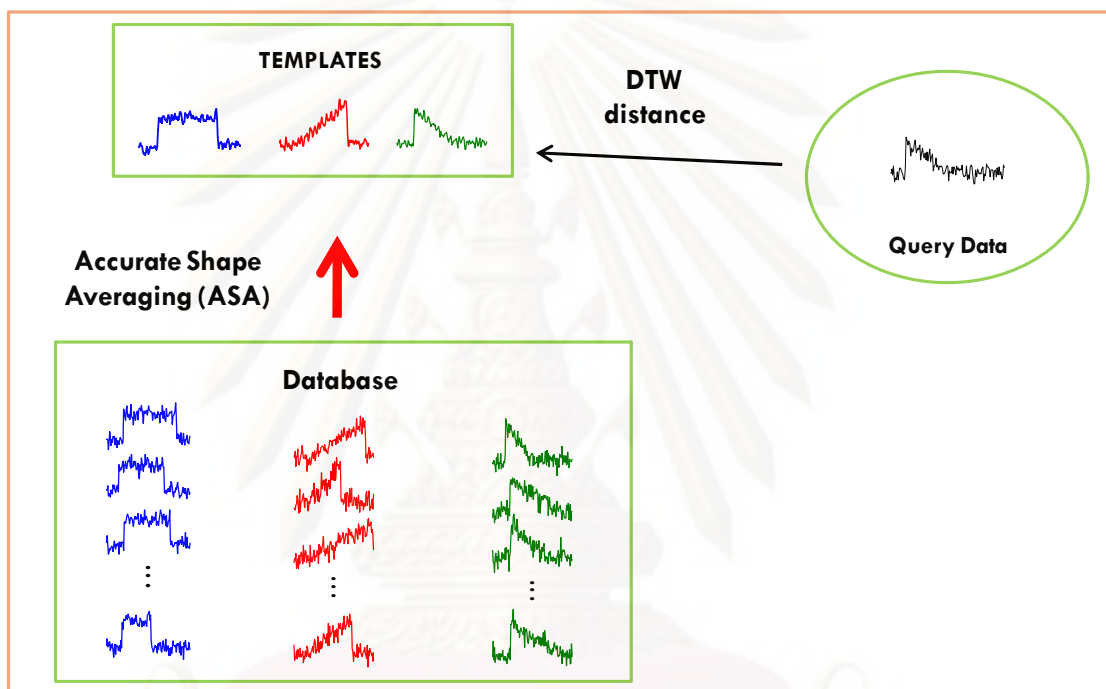 TEMPLATES
DTW
distance
Query Data
Accurate Shape
Averaging (ASA)
Database